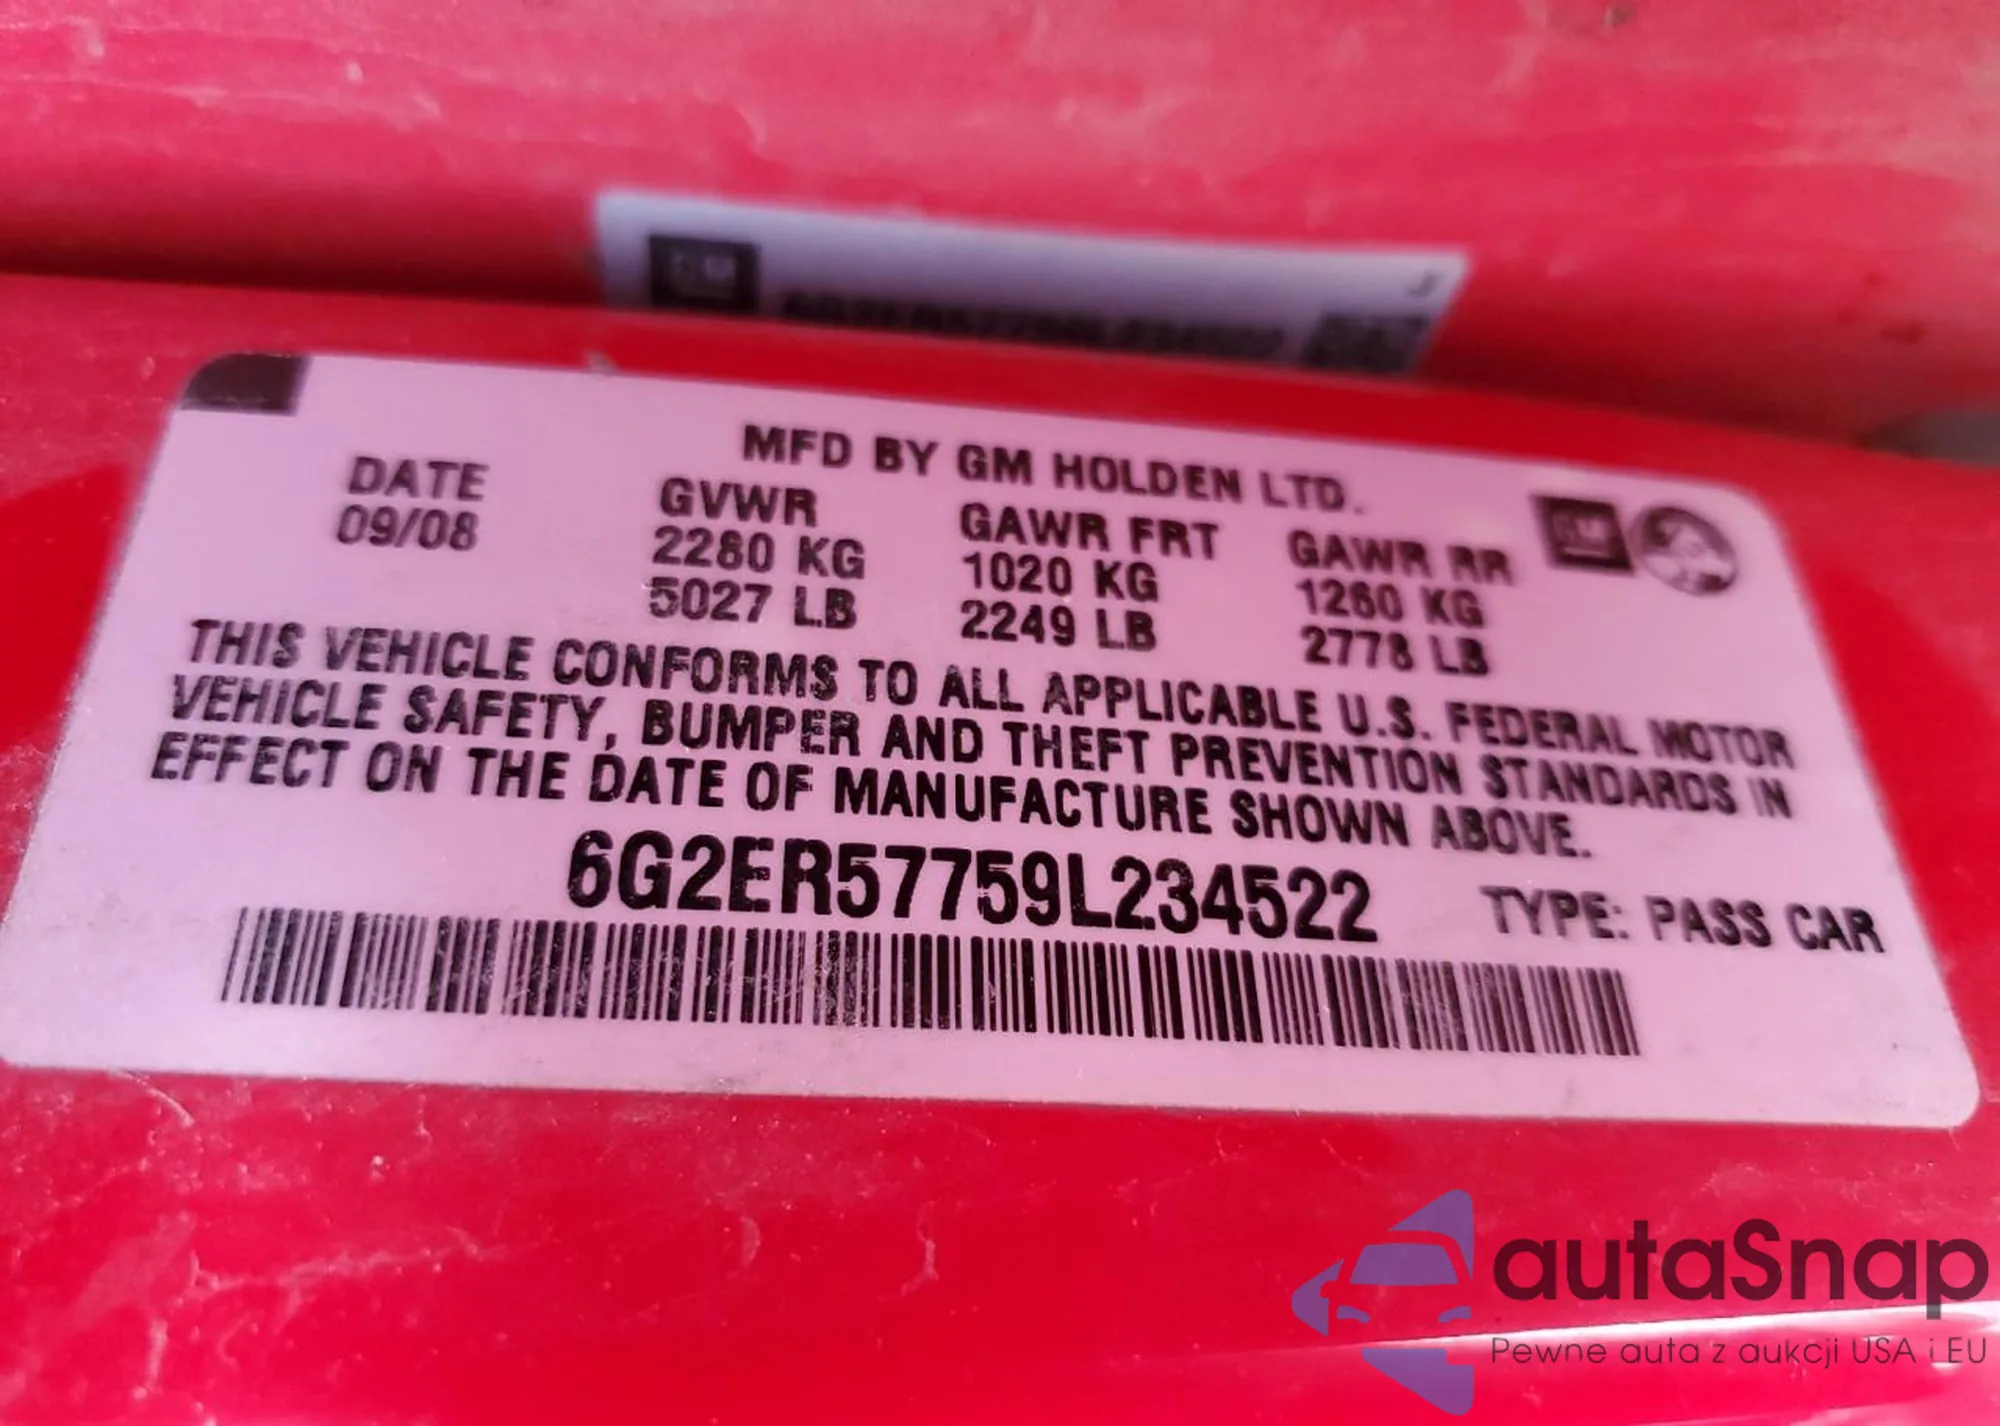 GM
J
6G2ER57759L234522
MFD BY GM HOLDEN LTD.
DATE
09/08
GVWR
2280 KG
5027 LB
GAWR FRT
1020 KG
2249 LB
GAWR RR
1260 KG
2778 LB
GM
THIS VEHICLE CONFORMS TO ALL APPLICABLE U.S. FEDERAL MOTOR
VEHICLE SAFETY, BUMPER AND THEFT PREVENTION STANDARDS IN
EFFECT ON THE DATE OF MANUFACTURE SHOWN ABOVE.
6G2ER57759L234522
TYPE: PASS CAR
autaSnap
Pewne auta z aukcji USA i EU